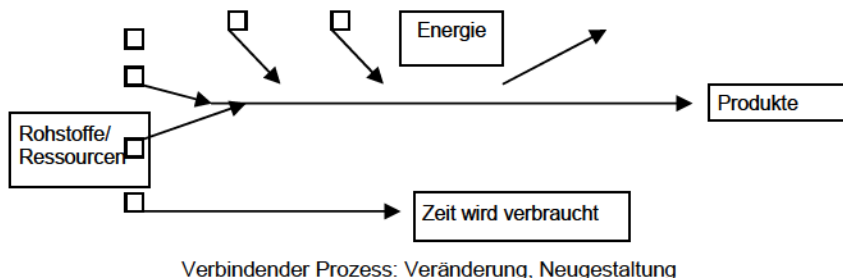 Energie
Produkte
Rohstoffe/
Ressourcen
Zeit wird verbraucht
Verbindender Prozess: Veränderung, Neugestaltung